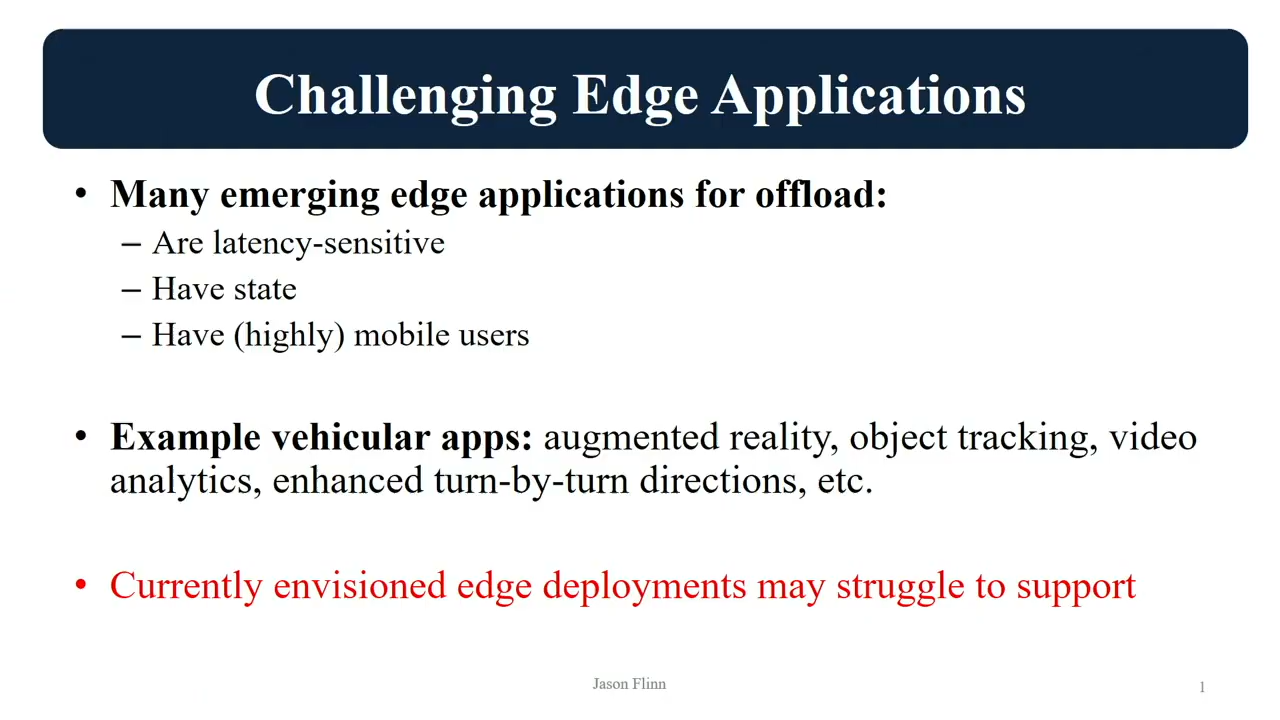 Challenging Edge Applications
• Many emerging edge applications for offload:
– Are latency-sensitive
– Have state
– Have (highly) mobile users
• Example vehicular apps: augmented reality, object tracking, video
analytics, enhanced turn-by-turn directions, etc.
• Currently envisioned edge deployments may struggle to support
Jason Flinn
1